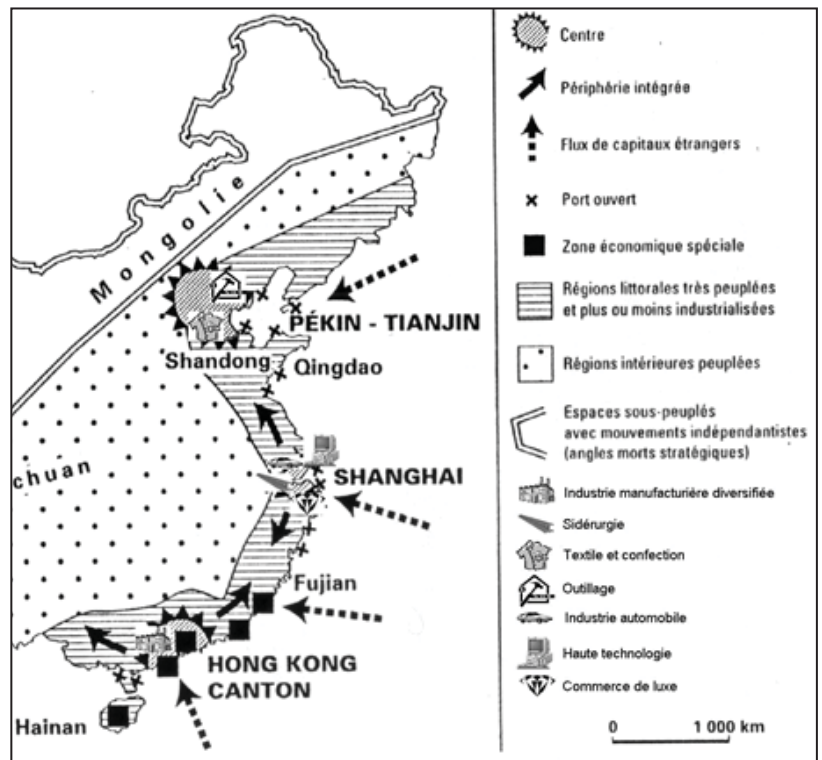 Mongolie
PÉKIN - TIANJIN
Shandong
Qingdao
chuan
SHANGHAI
Fujian
HONG KONG
CANTON
Hainan
Centre
Périphérie intégrée
Flux de capitaux étrangers
Port ouvert
Zone économique spéciale
Régions littorales très peuplées
et plus ou moins industrialisées
Régions intérieures peuplées
Espaces sous-peuplés
avec mouvements indépendantistes
(angles morts stratégiques)
Industrie manufacturière diversifiée
Sidérurgie
Textile et confection
Outillage
Industrie automobile
Haute technologie
Commerce de luxe
0 1 000 km